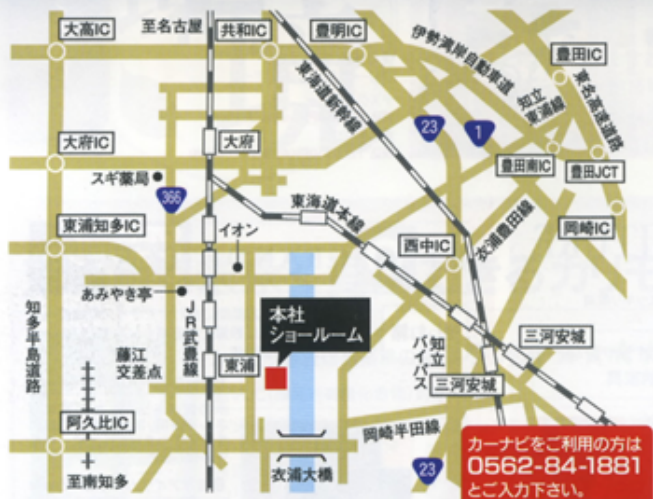 大高IC
至名古屋
共和IC
豊明IC
伊勢湾岸自動車道
豊田IC
東名高速道路
東海道新幹線
知立
東浦線
23
1
大府IC
大府
豊田南IC
豊田JCT
スギ薬局
366
東海道本線
衣浦豊田線
岡崎IC
東浦知多IC
イオン
西中IC
あみやき亭
JR武豊線
知多半島道路
本社
ショールーム
藤江
交差点
東浦
知立
バイパス
三河安城
三河安城
阿久比IC
岡崎半田線
至南知多
衣浦大橋
23
カーナビをご利用の方は
0562-84-1881
とご入力下さい。